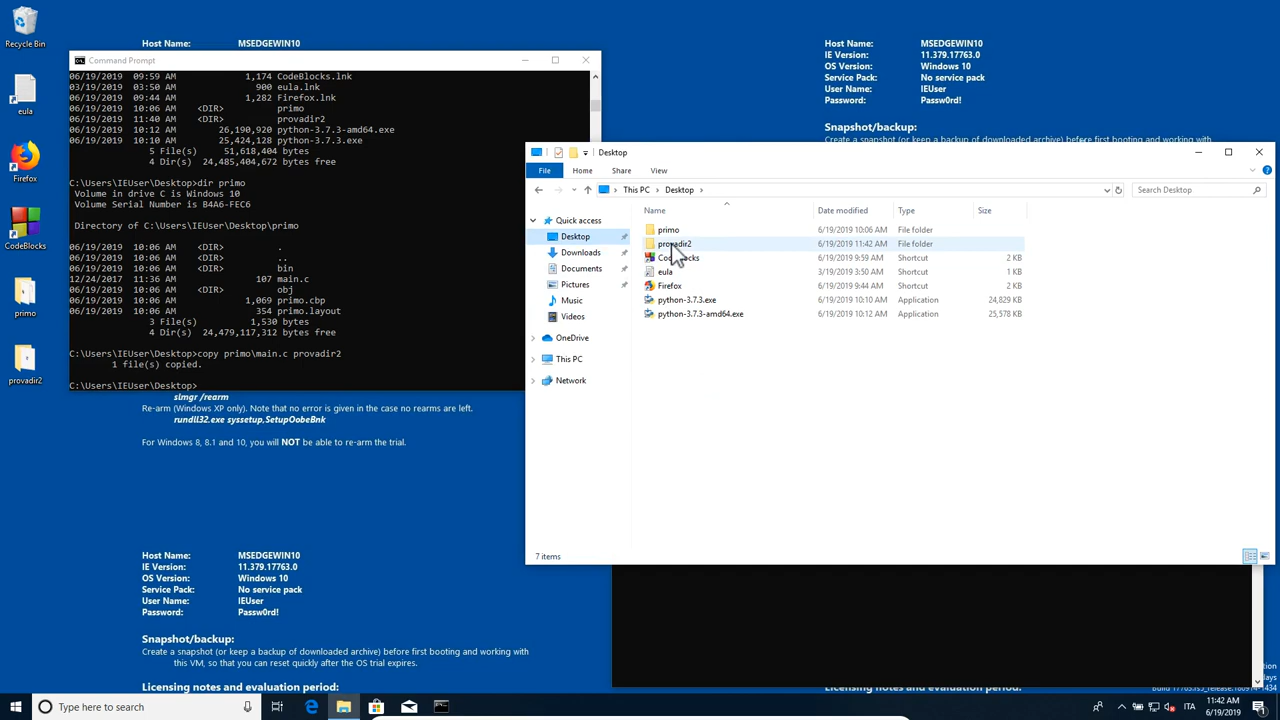 Recycle Bin
eula
Firefox
CodeBlocks
primo
provadir2
Host Name: MSEDGEWIN10
Host Name: MSEDGEWIN10
IE Version: 11.379.17763.0
OS Version: Windows 10
Service Pack: No service pack
User Name: IEUser
Password: Passw0rd!
Snapshot/backup:
Create a snapshot (or keep a backup of downloaded archive) before first booting and working with
Command Prompt
06/19/2019 09:59 AM 1,174 CodeBlocks.lnk
03/19/2019 03:50 AM 900 eula.lnk
06/19/2019 09:44 AM 1,282 Firefox.lnk
06/19/2019 10:06 AM <DIR> primo
06/19/2019 11:40 AM <DIR> provadir2
06/19/2019 10:12 AM 26,190,920 python-3.7.3-amd64.exe
06/19/2019 10:10 AM 25,424,128 python-3.7.3.exe
5 File(s) 51,618,404 bytes
4 Dir(s) 24,485,404,672 bytes free
C:\Users\IEUser\Desktop>dir primo
Volume in drive C is Windows 10
Volume Serial Number is B4A6-FEC6
Directory of C:\Users\IEUser\Desktop\primo
06/19/2019 10:06 AM <DIR> .
06/19/2019 10:06 AM <DIR> ..
06/19/2019 10:06 AM <DIR> bin
12/24/2017 11:36 AM 107 main.c
06/19/2019 10:06 AM <DIR> obj
06/19/2019 10:06 AM 1,069 primo.cbp
06/19/2019 10:06 AM 354 primo.layout
3 File(s) 1,530 bytes
4 Dir(s) 24,479,117,312 bytes free
C:\Users\IEUser\Desktop>copy primo\main.c provadir2
1 file(s) copied.
C:\Users\IEUser\Desktop>
Desktop
File Home Share View
This PC Desktop Search Desktop
Name Date modified Type Size
primo 6/19/2019 10:06 AM File folder
provadir2 6/19/2019 11:42 AM File folder
CodeBlocks 6/19/2019 9:59 AM Shortcut 2 KB
eula 3/19/2019 3:50 AM Shortcut 1 KB
Firefox 6/19/2019 9:44 AM Shortcut 2 KB
python-3.7.3.exe 6/19/2019 10:10 AM Application 24,829 KB
python-3.7.3-amd64.exe 6/19/2019 10:12 AM Application 25,578 KB
Quick access
Desktop
Downloads
Documents
Pictures
Music
Videos
OneDrive
This PC
Network
7 items
slmgr /rearm
Re-arm (Windows XP only). Note that no error is given in the case no rearms are left.
rundll32.exe syssetup,SetupOobeBnk
For Windows 8, 8.1 and 10, you will NOT be able to re-arm the trial.
Host Name: MSEDGEWIN10
IE Version: 11.379.17763.0
OS Version: Windows 10
Service Pack: No service pack
User Name: IEUser
Password: Passw0rd!
Snapshot/backup:
Create a snapshot (or keep a backup of downloaded archive) before first booting and working with
this VM, so that you can reset quickly after the OS trial expires.
Licensing notes and evaluation period:
Type here to search
ITA
11:42 AM
6/19/2019